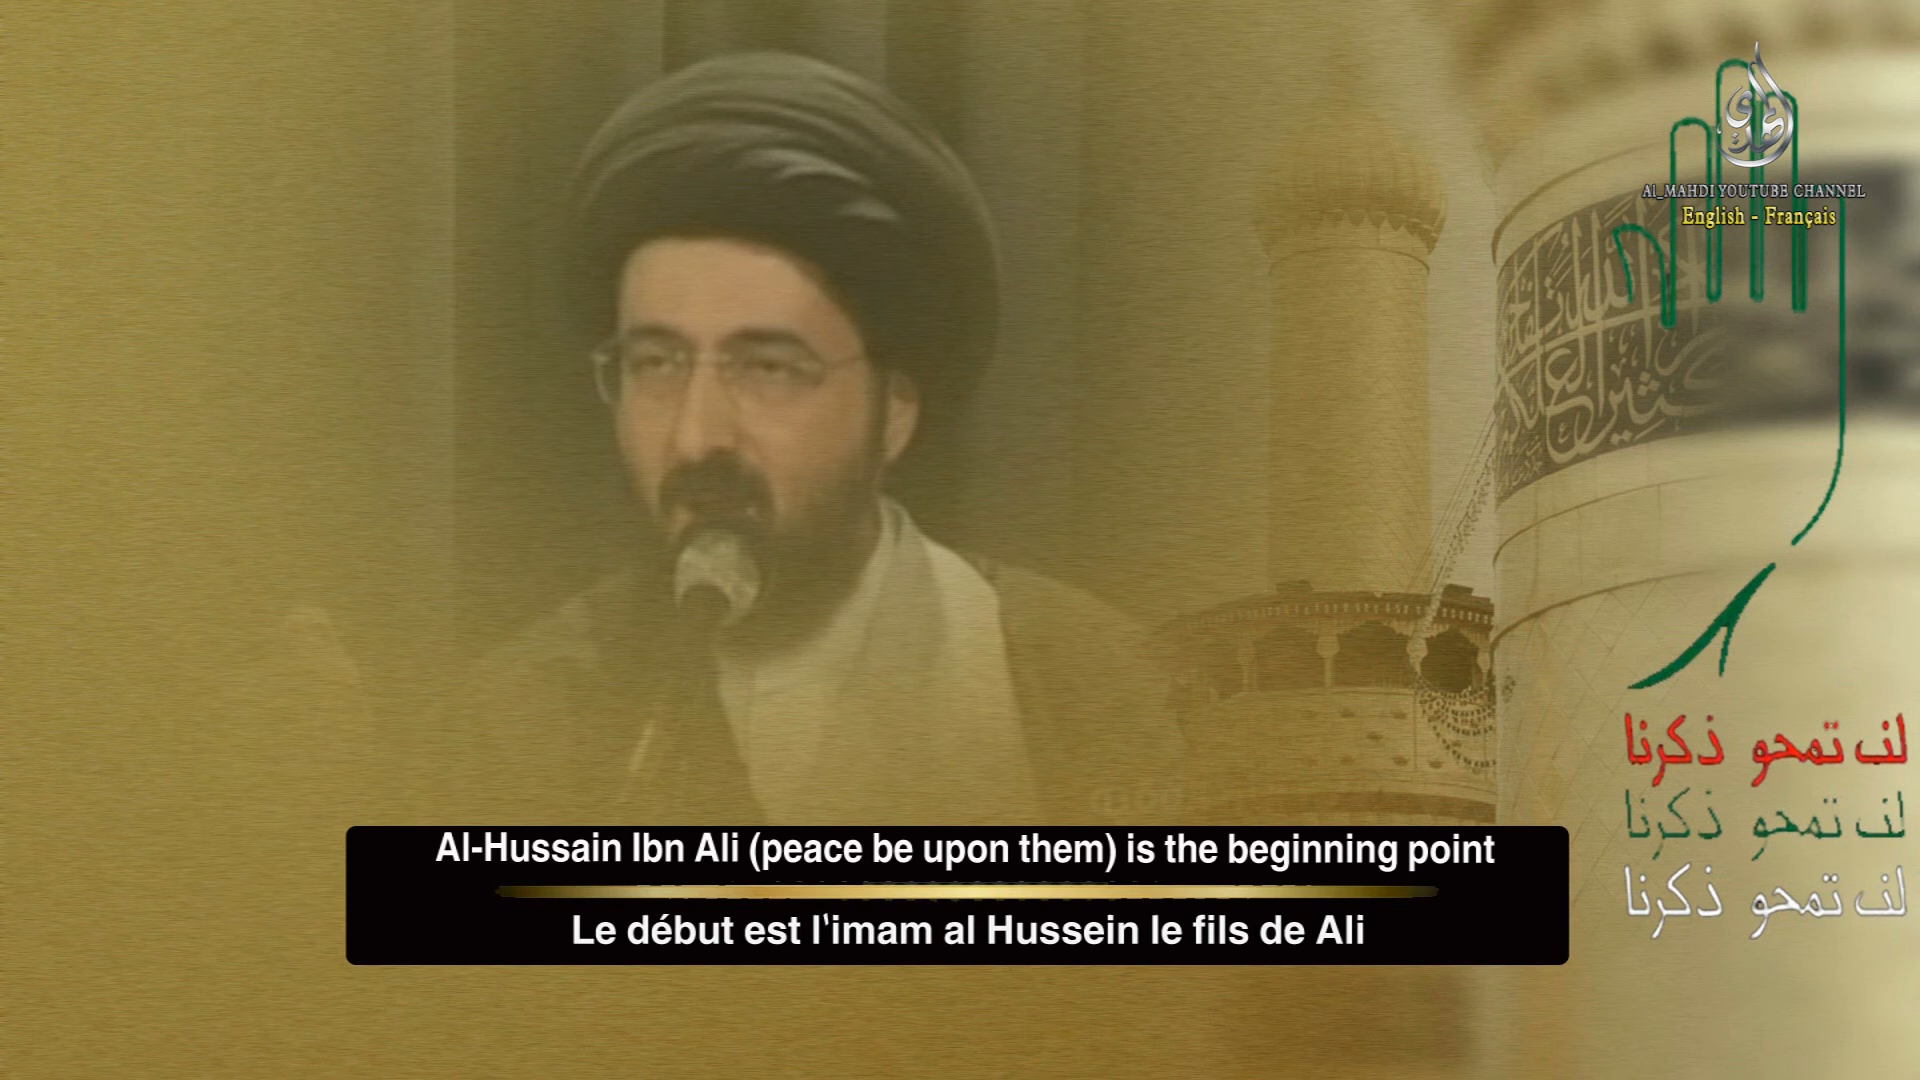 المهدي
Al_MAHDI YOUTUBE CHANNEL
English - Français
لن تمحو ذكرنا
لن تمحو ذكرنا
لن تمحو ذكرنا
Al-Hussain Ibn Ali (peace be upon them) is the beginning point
Le début est l'imam al Hussein le fils de Ali